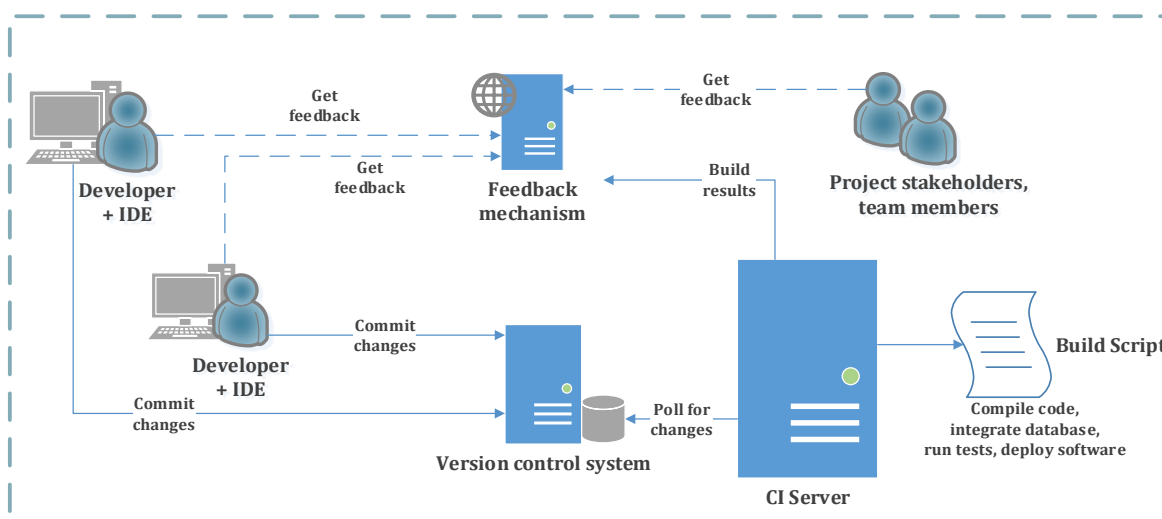 Get
feedback
Get
feedback
Get
feedback
Developer
+ IDE
Feedback
mechanism
Build
results
Project stakeholders,
team members
Commit
changes
Developer
+ IDE
Build Script
Commit
changes
Poll for
changes
Compile code,
integrate database,
run tests, deploy software
Version control system
CI Server